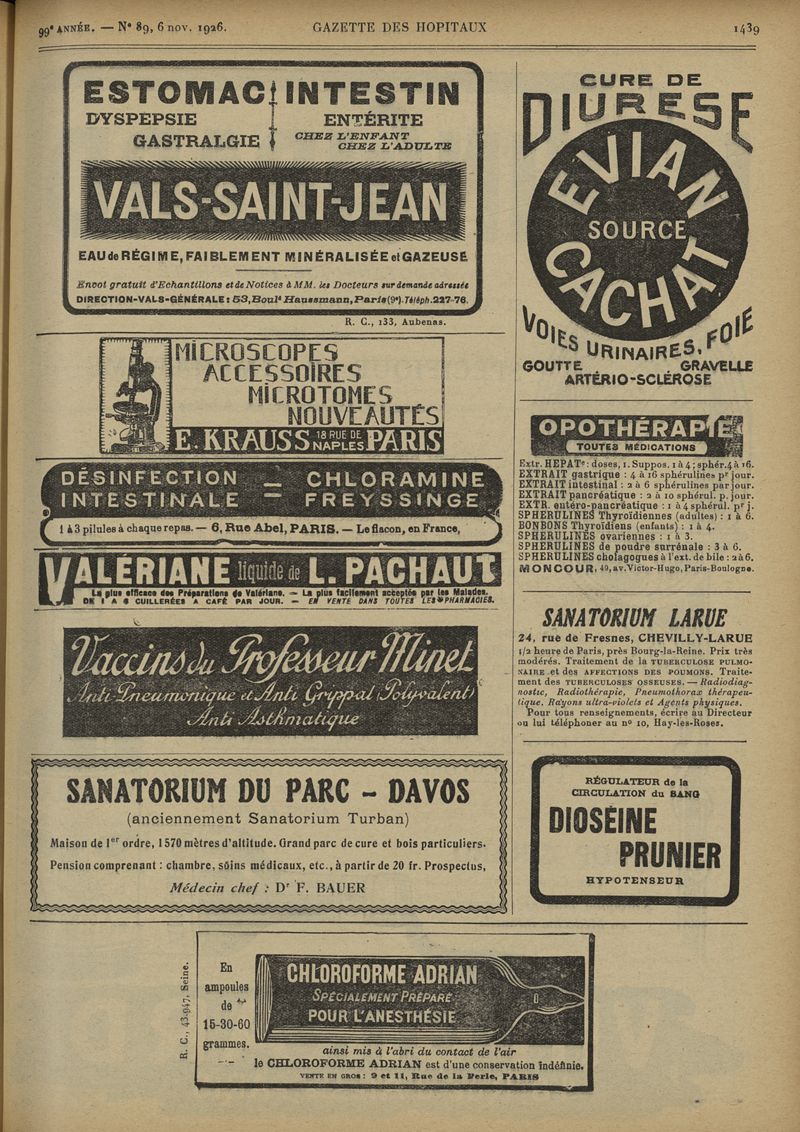 99e ANNÉE. — No 89, 6 nov. 1926.
GAZETTE DES HOPITAUX
1439
ESTOMAC
DYSPEPSIE
GASTRALGIE
INTESTIN
ENTÉRITE
CHEZ L'ENFANT
CHEZ L'ADULTE
VALS-SAINT-JEAN
EAU de RÉGIME, FAIBLEMENT MINÉRALISÉE et GAZEUSE
Envoi gratuit d'Echantillons et de Notices à MM. les Docteurs sur demande adressée
DIRECTION-VALS-GÉNÉRALE : 53, Bould Haussmann, Paris (9e). Téléph. 227-76.
R. C., 133, Aubenas.
MICROSCOPES
ACCESSOIRES
MICROTOMES
NOUVEAUTÉS
E. KRAUSS 18 RUE DE NAPLES PARIS
DÉSINFECTION
INTESTINALE
=
CHLORAMINE
FREYSSINGE
1 à 3 pilules à chaque repas. — 6, Rue Abel, PARIS. — Le flacon, en France,
VALÉRIANE liquide de L. PACHAUT
La plus efficace des Préparations de Valériane. — La plus facilement acceptée par les Malades.
DE 1 A 6 CUILLERÉES A CAFÉ PAR JOUR. — EN VENTE DANS TOUTES LES PHARMACIES.
Vaccins du Professeur Minet
Anti Pneumonique et Anti Grippal (Polyvalent)
Anti Asthmatique
SANATORIUM DU PARC - DAVOS
(anciennement Sanatorium Turban)
Maison de 1er ordre, 1570 mètres d'altitude. Grand parc de cure et bois particuliers.
Pension comprenant : chambre, sóins médicaux, etc., à partir de 20 fr. Prospectus,
Médecin chef : Dr F. BAUER
CURE DE
DIURESE
EVIAN
SOURCE
CACHAT
VOIES URINAIRES, FOIE
GOUTTE GRAVELLE
ARTÉRIO-SCLÉROSE
OPOTHÉRAPIE
TOUTES MÉDICATIONS
Extr. HEPATe : doses, 1. Suppos. 1 à 4 ; sphér. 4 à 16.
EXTRAIT gastrique : 4 à 16 sphérulines pr jour.
EXTRAIT intestinal : 2 à 6 sphérulines par jour.
EXTRAIT pancréatique : 2 à 10 sphérul. p. jour.
EXTR. entéro-pancréatique : 1 à 4 sphérul. pr j.
SPHERULINES Thyroïdiennes (adultes) : 1 à 6.
BONBONS Thyroïdiens (enfants) : 1 à 4.
SPHERULINES ovariennes : 1 à 3.
SPHERULINES de poudre surrénale : 3 à 6.
SPHERULINES cholagogues à l'ext. de bile : 2 à 6.
MONCOUR, 49, av. Victor-Hugo, Paris-Boulogne.
SANATORIUM LARUE
24, rue de Fresnes, CHEVILLY-LARUE
1/2 heure de Paris, près Bourg-la-Reine. Prix très
modérés. Traitement de la TUBERCULOSE PULMO-
NAIRE et des AFFECTIONS DES POUMONS. Traite-
ment des TUBERCULOSES OSSEUSES. — Radiodiag-
nostic, Radiothérapie, Pneumothorax thérapeu-
tique, Rayons ultra-violets et Agents physiques.
Pour tous renseignements, écrire au Directeur
ou lui téléphoner au no 10, Hay-les-Roses.
RÉGULATEUR de la
CIRCULATION du SANG
DIOSÉINE
PRUNIER
HYPOTENSEUR
R. C., 43.947, Seine.
En
ampoules
de
15-30-60
grammes.
CHLOROFORME ADRIAN
SPÉCIALEMENT PRÉPARÉ
POUR L'ANESTHÉSIE
ainsi mis à l'abri du contact de l'air
le CHLOROFORME ADRIAN est d'une conservation indéfinie.
VENTE EN GROS : 9 et 11, Rue de la Perle, PARIS